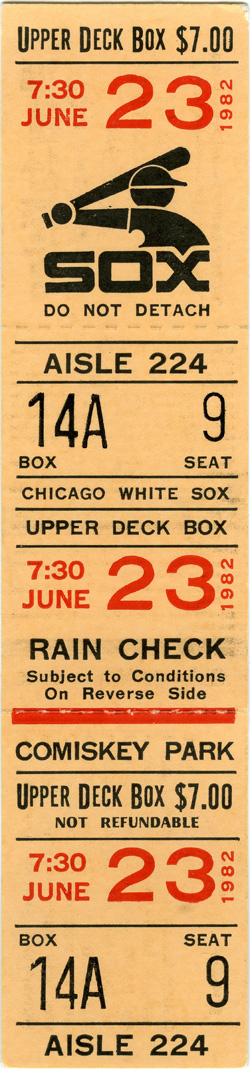 UPPER DECK BOX $7.00
7:30 JUNE 23 1982
SOX
DO NOT DETACH
AISLE 224
14A 9
BOX SEAT
CHICAGO WHITE SOX
UPPER DECK BOX
7:30 JUNE 23 1982
RAIN CHECK
Subject to Conditions
On Reverse Side
COMISKEY PARK
UPPER DECK BOX $7.00
NOT REFUNDABLE
7:30 JUNE 23 1982
BOX SEAT
14A 9
AISLE 224